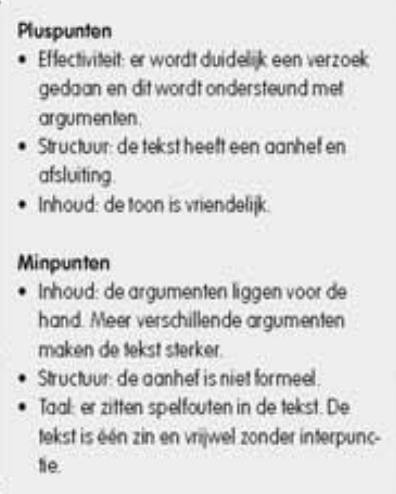 Pluspunten
• Effectiviteit: er wordt duidelijk een verzoek
gedaan en dit wordt ondersteund met
argumenten.
• Structuur: de tekst heeft een aanhef en
afsluiting.
• Inhoud: de toon is vriendelijk.
Minpunten
• Inhoud: de argumenten liggen voor de
hand. Meer verschillende argumenten
maken de tekst sterker.
• Structuur: de aanhef is niet formeel.
• Taal: er zitten spelfouten in de tekst. De
tekst is één zin en vrijwel zonder interpunc-
tie.